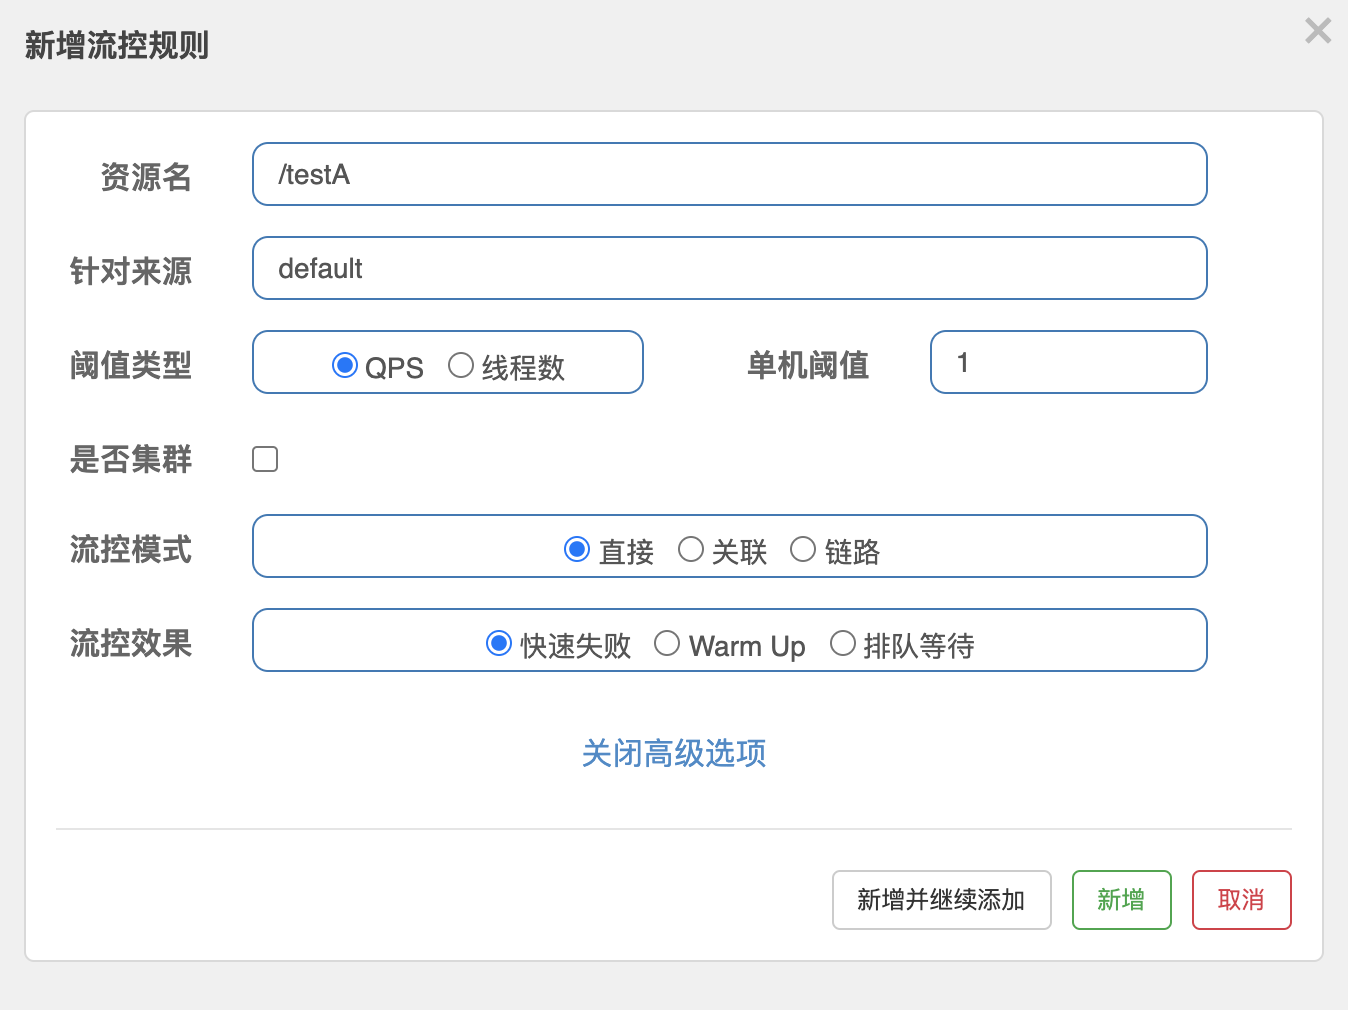 新增流控规则
×
资源名 /testA
针对来源 default
阈值类型 QPS 线程数 单机阈值 1
是否集群
流控模式 直接 关联 链路
流控效果 快速失败 Warm Up 排队等待
关闭高级选项
新增并继续添加 新增 取消